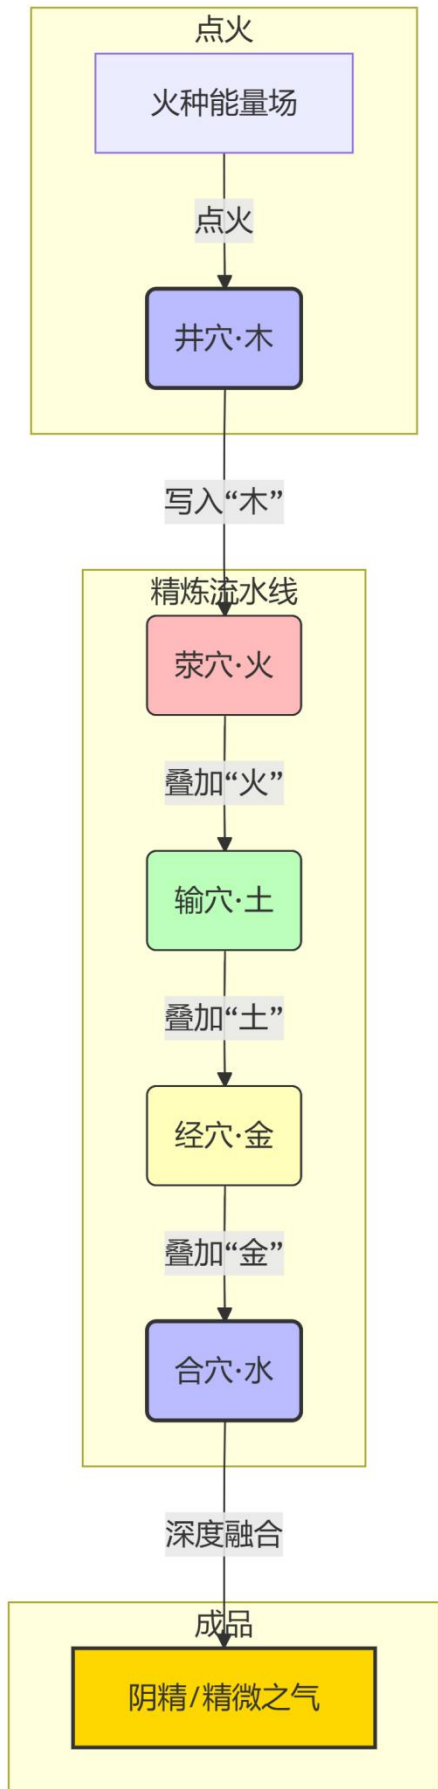 点火
火种能量场
点火
井穴·木
写入“木”
精炼流水线
荥穴·火
叠加“火”
输穴·土
叠加“土”
经穴·金
叠加“金”
合穴·水
深度融合
成品
阴精/精微之气